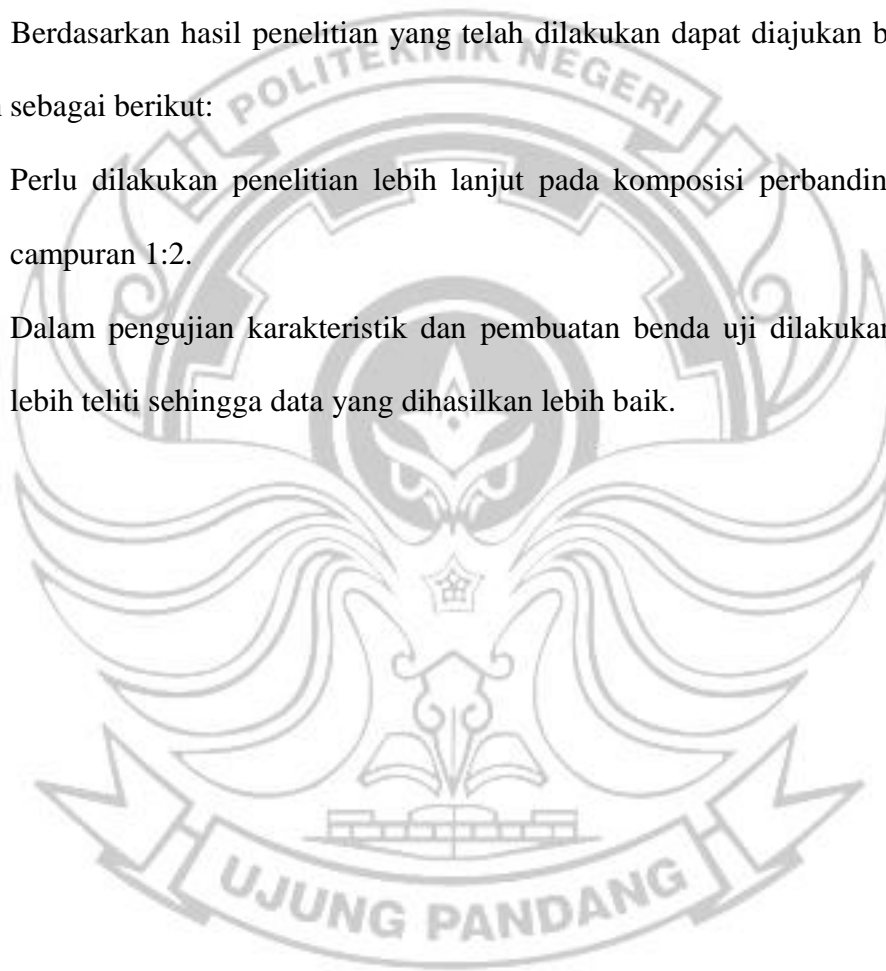 Berdasarkan hasil penelitian yang telah dilakukan dapat diajukan
sebagai berikut:
Perlu dilakukan penelitian lebih lanjut pada komposisi
campuran 1:2.
Dalam pengujian karakteristik dan pembuatan benda uji dilakukan
lebih teliti sehingga data yang dihasilkan lebih baik.
POLITEKNIK NEGERI
UJUNG PANDANG